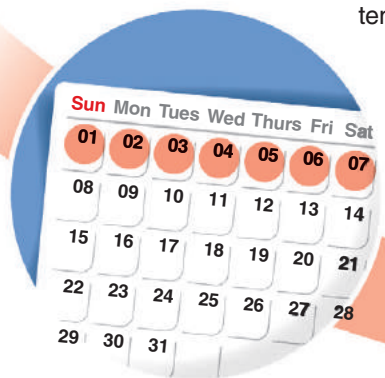 ter
Sun Mon Tues Wed Thurs Fri Sat
01 02 03 04 05 06 07
08 09 10 11 12 13 14
15 16 17 18 19 20 21
22 23 24 25 26 27 28
29 30 31